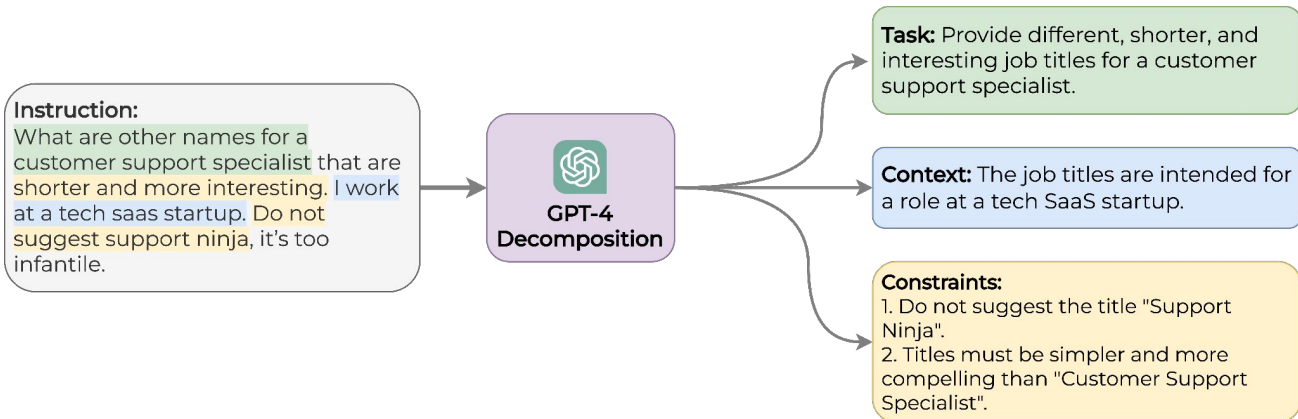 Instruction:
What are other names for a
customer support specialist that are
shorter and more interesting. I work
at a tech saas startup. Do not
suggest support ninja, it's too
infantile.
GPT-4
Decomposition
Task: Provide different, shorter, and
interesting job titles for a customer
support specialist.
Context: The job titles are intended for
a role at a tech SaaS startup.
Constraints:
1. Do not suggest the title "Support
Ninja".
2. Titles must be simpler and more
compelling than "Customer Support
Specialist".